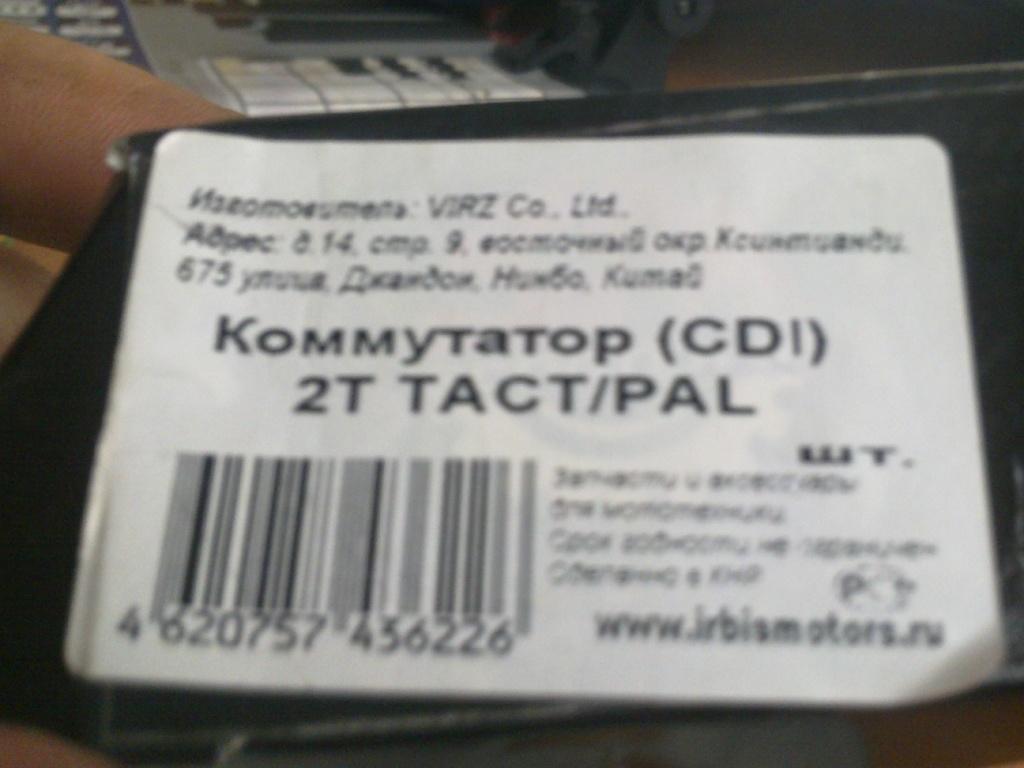 Изготовитель: VIRZ Co., Ltd.,
Адрес: д.14, стр. 9, восточный окр.Ксинтианди.
675 улица, Джандон, Нинбо, Китай
Коммутатор (CDI)
2T TACT/PAL
шт.
Запчасти и аксессуары
для мототехники.
Срок годности не ограничен
Сделанно в КНР
4 620757 456226
www.irbismotors.ru